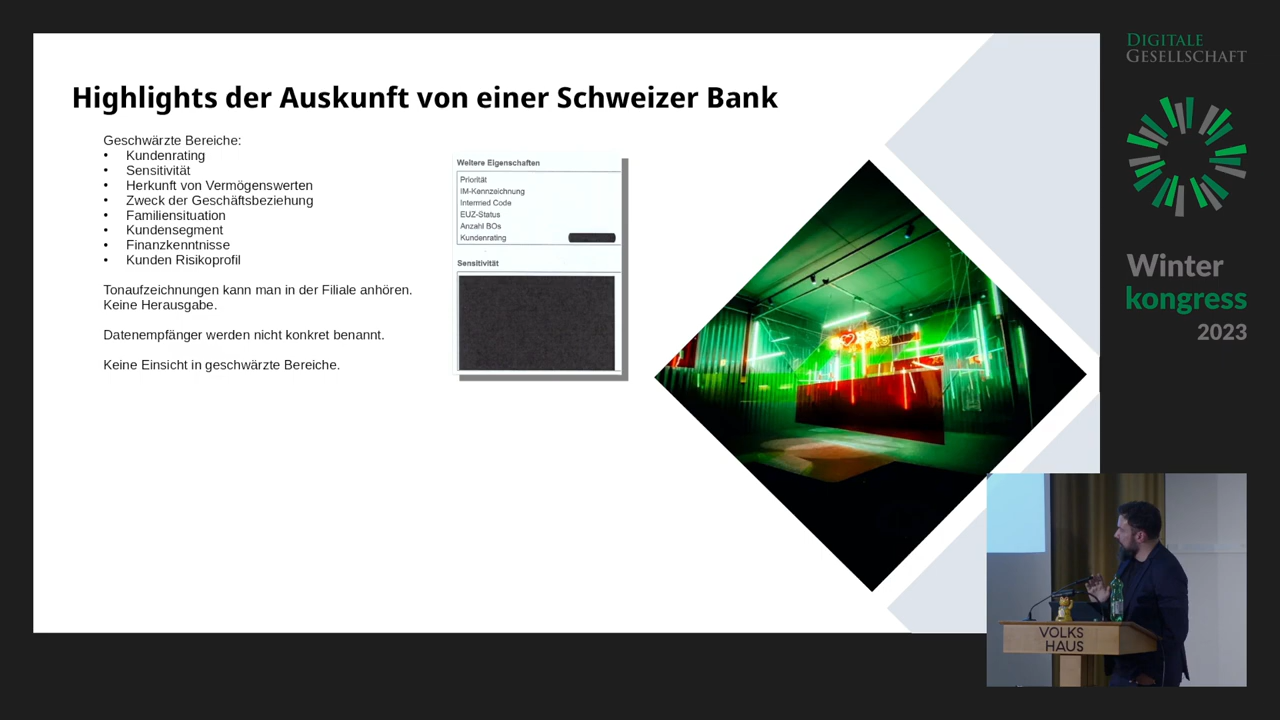 Highlights der Auskunft von einer Schweizer Bank
Geschwärzte Bereiche:
• Kundenrating
• Sensitivität
• Herkunft von Vermögenswerten
• Zweck der Geschäftsbeziehung
• Familiensituation
• Kundensegment
• Finanzkenntnisse
• Kunden Risikoprofil
Tonaufzeichnungen kann man in der Filiale anhören.
Keine Herausgabe.
Datenempfänger werden nicht konkret benannt.
Keine Einsicht in geschwärzte Bereiche.
Weitere Eigenschaften
Priorität
IM-Kennzeichnung
Intermied Code
EUZ-Status
Anzahl BOs
Kundenrating
Sensitivität
DIGITALE
GESELLSCHAFT
Winter
kongress
2023
VOLKS
HAUS